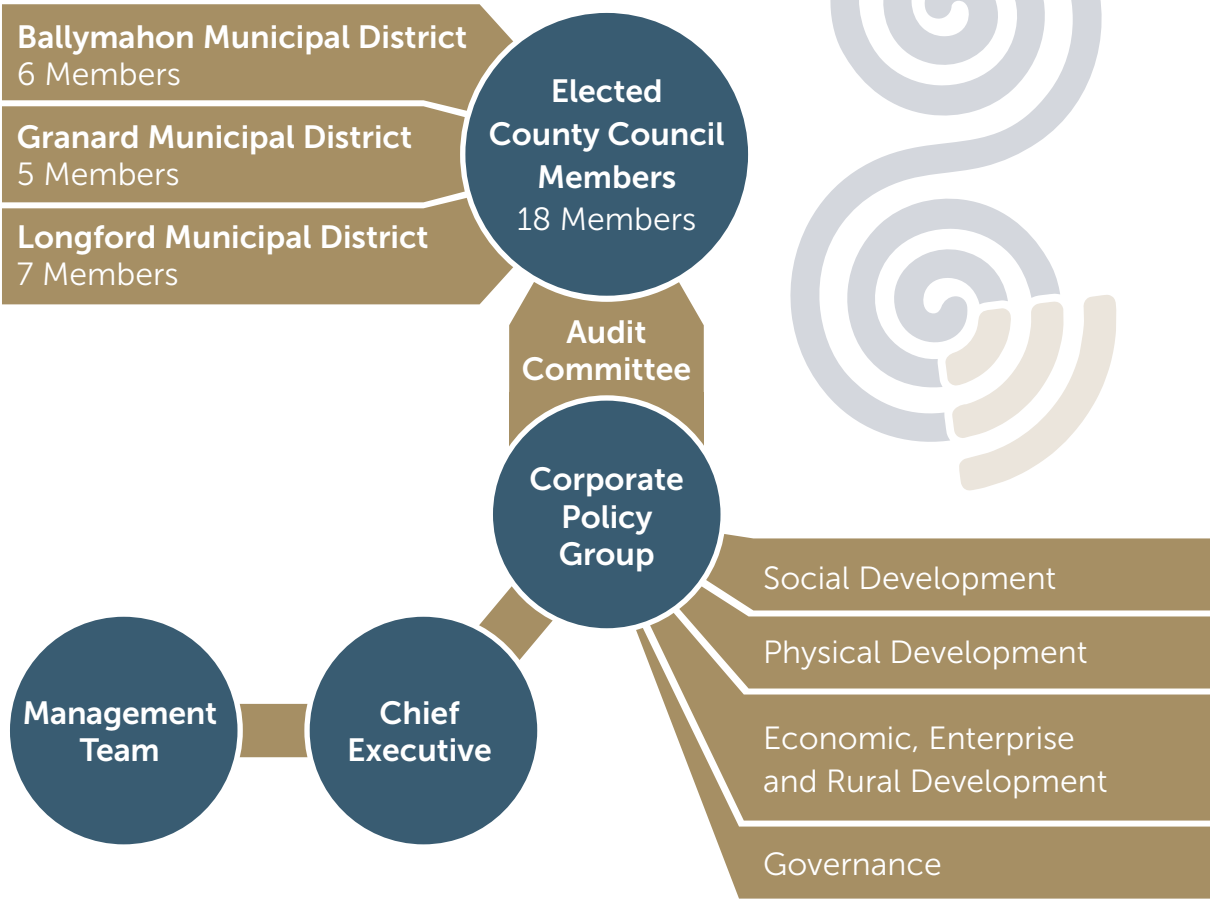 Ballymahon Municipal District
6 Members
Granard Municipal District
5 Members
Longford Municipal District
7 Members
Elected
County Council
Members
18 Members
Audit
Committee
Corporate
Policy
Group
Social Development
Physical Development
Economic, Enterprise
and Rural Development
Governance
Management
Team
Chief
Executive